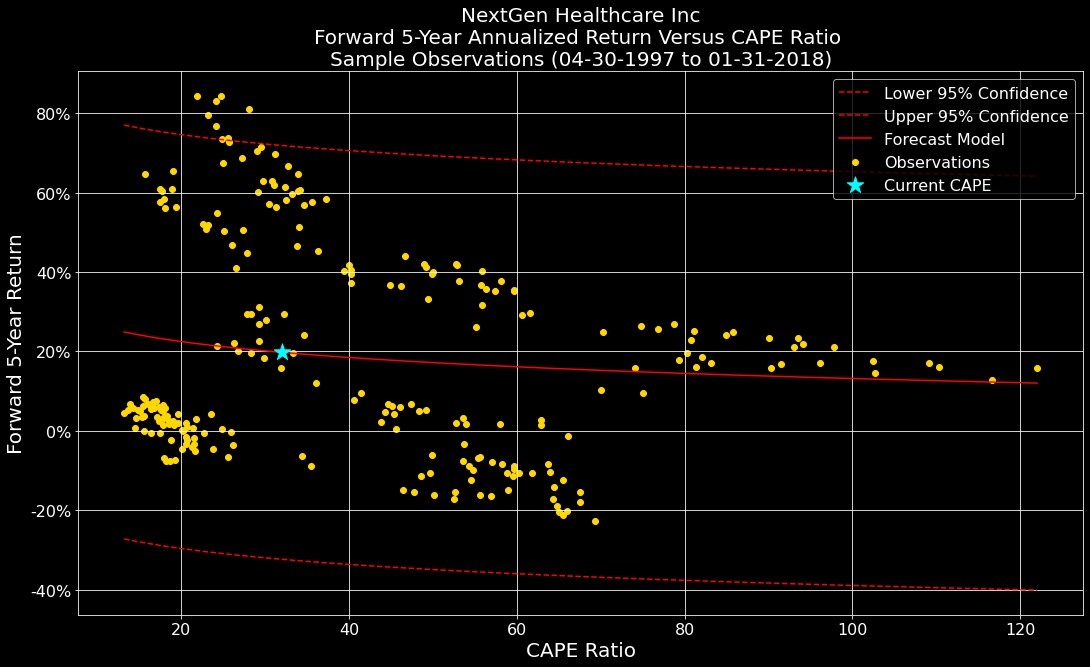 NextGen Healthcare Inc
Forward 5-Year Annualized Return Versus CAPE Ratio
Sample Observations (04-30-1997 to 01-31-2018)
Lower 95% Confidence
Upper 95% Confidence
Forecast Model
Observations
Current CAPE
Forward 5-Year Return
80%
60%
40%
20%
0%
-20%
-40%
20 40 60 80 100 120
CAPE Ratio